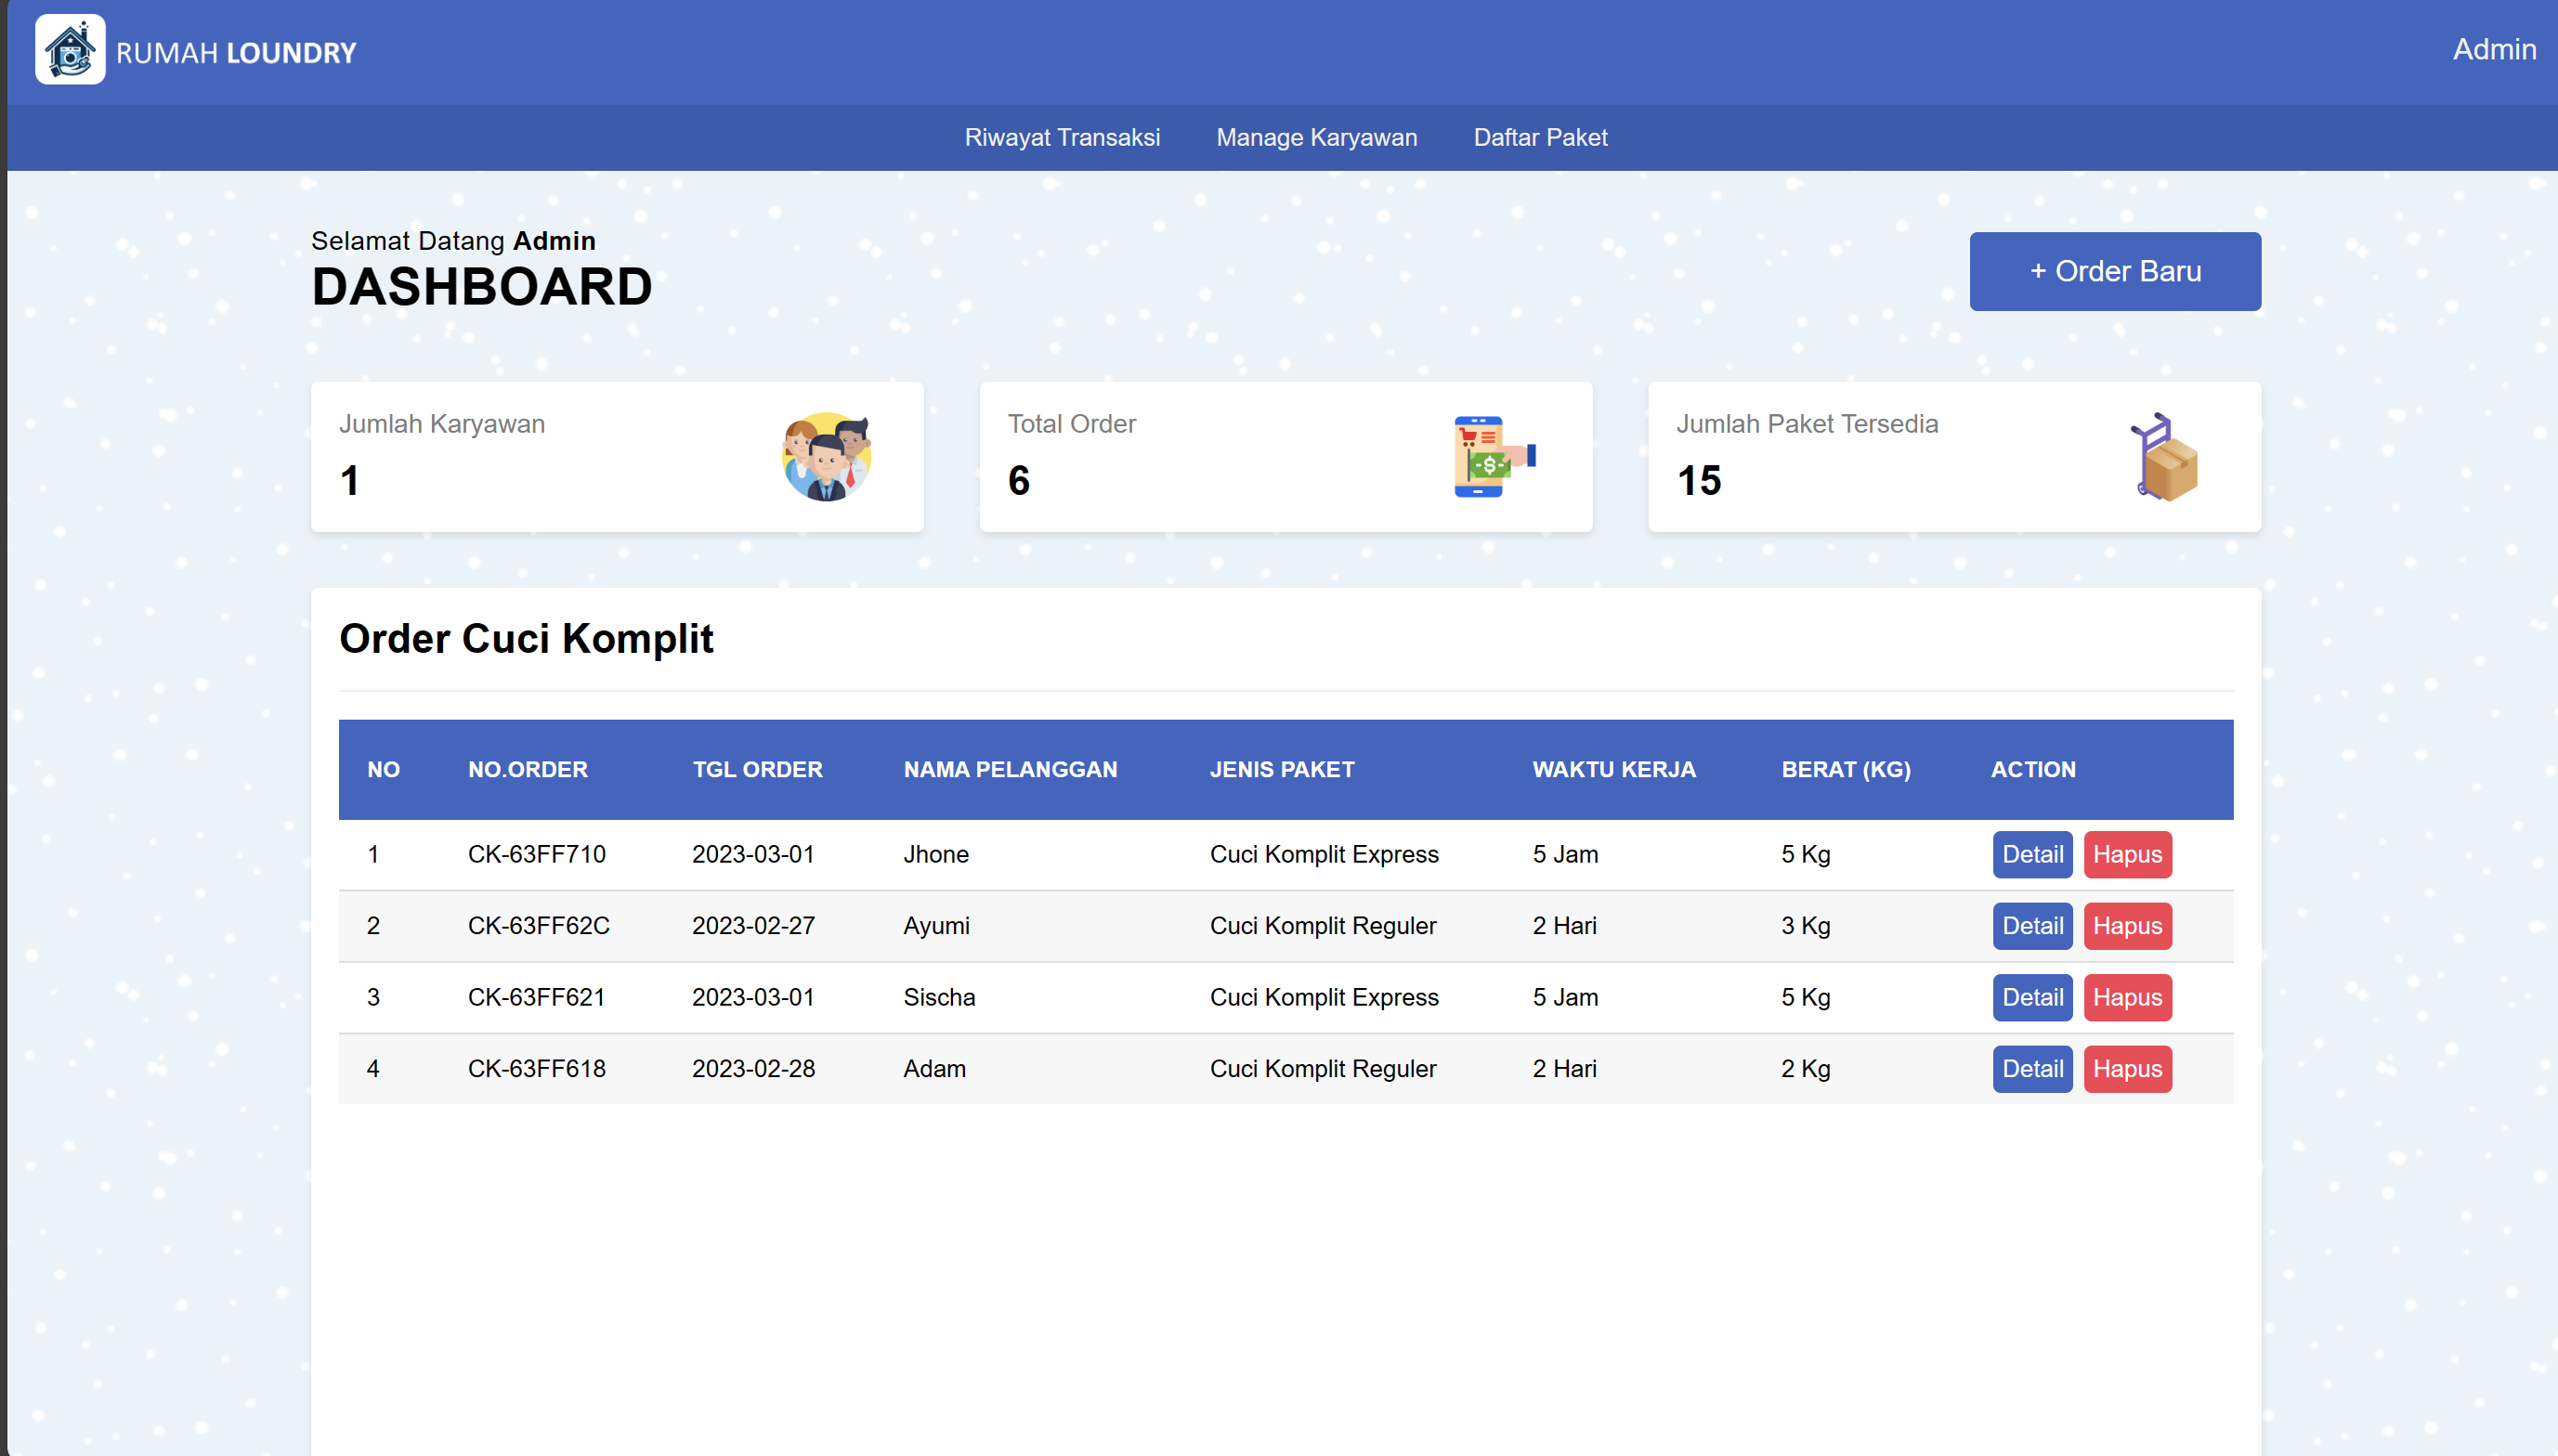 RUMAH LOUNDRY
Admin
Riwayat Transaksi Manage Karyawan Daftar Paket
Selamat Datang Admin
DASHBOARD
+ Order Baru
Jumlah Karyawan
1
Total Order
6
Jumlah Paket Tersedia
15
Order Cuci Komplit
NO NO.ORDER TGL ORDER NAMA PELANGGAN JENIS PAKET WAKTU KERJA BERAT (KG) ACTION
1 CK-63FF710 2023-03-01 Jhone Cuci Komplit Express 5 Jam 5 Kg Detail Hapus
2 CK-63FF62C 2023-02-27 Ayumi Cuci Komplit Reguler 2 Hari 3 Kg Detail Hapus
3 CK-63FF621 2023-03-01 Sischa Cuci Komplit Express 5 Jam 5 Kg Detail Hapus
4 CK-63FF618 2023-02-28 Adam Cuci Komplit Reguler 2 Hari 2 Kg Detail Hapus